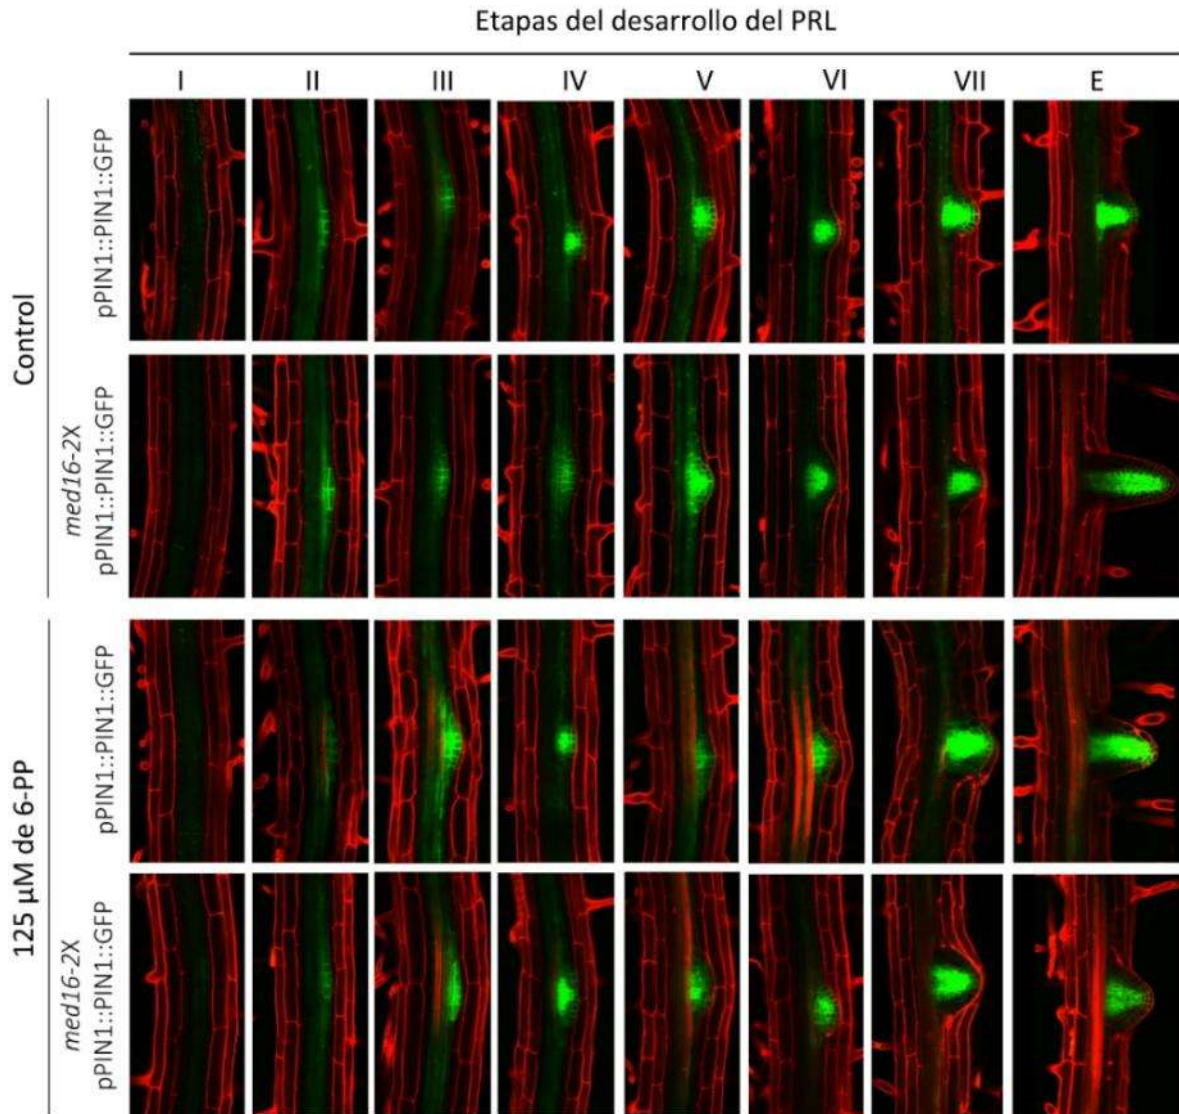 Etapas del desarrollo del PRL
I II III IV V VI VII E
Control
pPIN1::PIN1::GFP
med16-2X
pPIN1::PIN1::GFP
125 µM de 6-PP
pPIN1::PIN1::GFP
med16-2X
pPIN1::PIN1::GFP